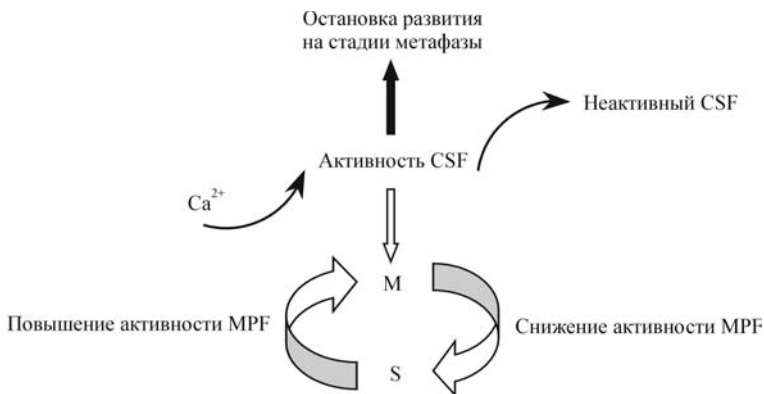 Остановка развития
на стадии метафазы
Неактивный CSF
Активность CSF
Ca²⁺
M
Повышение активности MPF
Снижение активности MPF
S